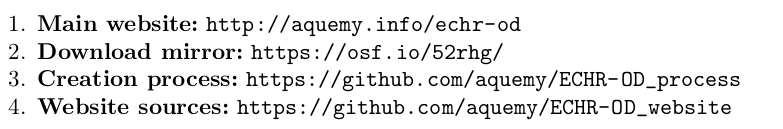 1. Main website: http://aquemy.info/echr-od
2. Download mirror: https://osf.io/52rhg/
3. Creation process: https://github.com/aquemy/ECHR-OD_process
4. Website sources: https://github.com/aquemy/ECHR-OD_website